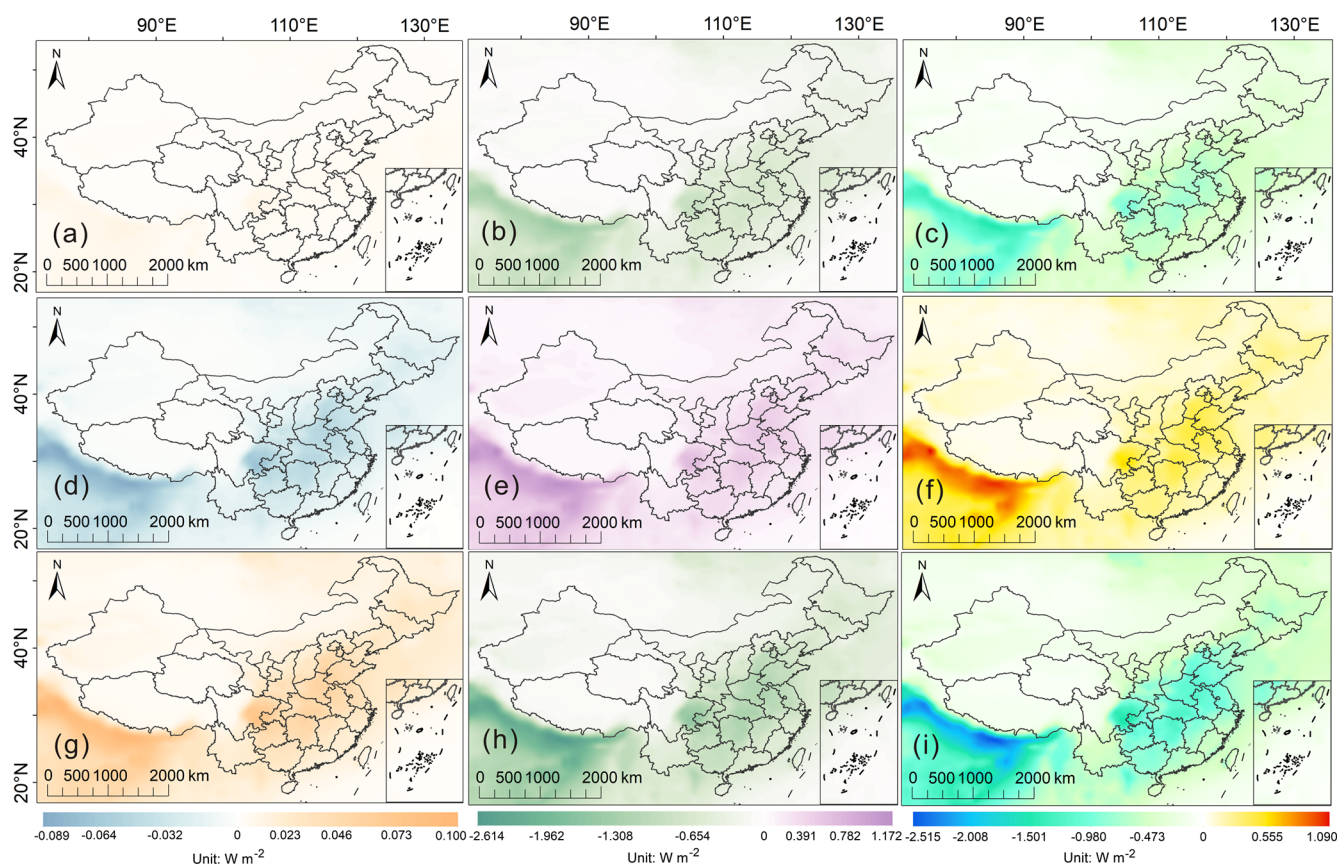 90°E 110°E 130°E 90°E 110°E 130°E 90°E 110°E 130°E
N N N
40°N
(a) (b) (c)
0 500 1000 2000 km 0 500 1000 2000 km 0 500 1000 2000 km
20°N
N N N
40°N
(d) (e) (f)
0 500 1000 2000 km 0 500 1000 2000 km 0 500 1000 2000 km
20°N
N N N
40°N
(g) (h) (i)
0 500 1000 2000 km 0 500 1000 2000 km 0 500 1000 2000 km
20°N
-0.089 -0.064 -0.032 0 0.023 0.046 0.073 0.100 -2.614 -1.962 -1.308 -0.654 0 0.391 0.782 1.172 -2.515 -2.008 -1.501 -0.980 -0.473 0 0.555 1.090
Unit: W m⁻² Unit: W m⁻² Unit: W m⁻²